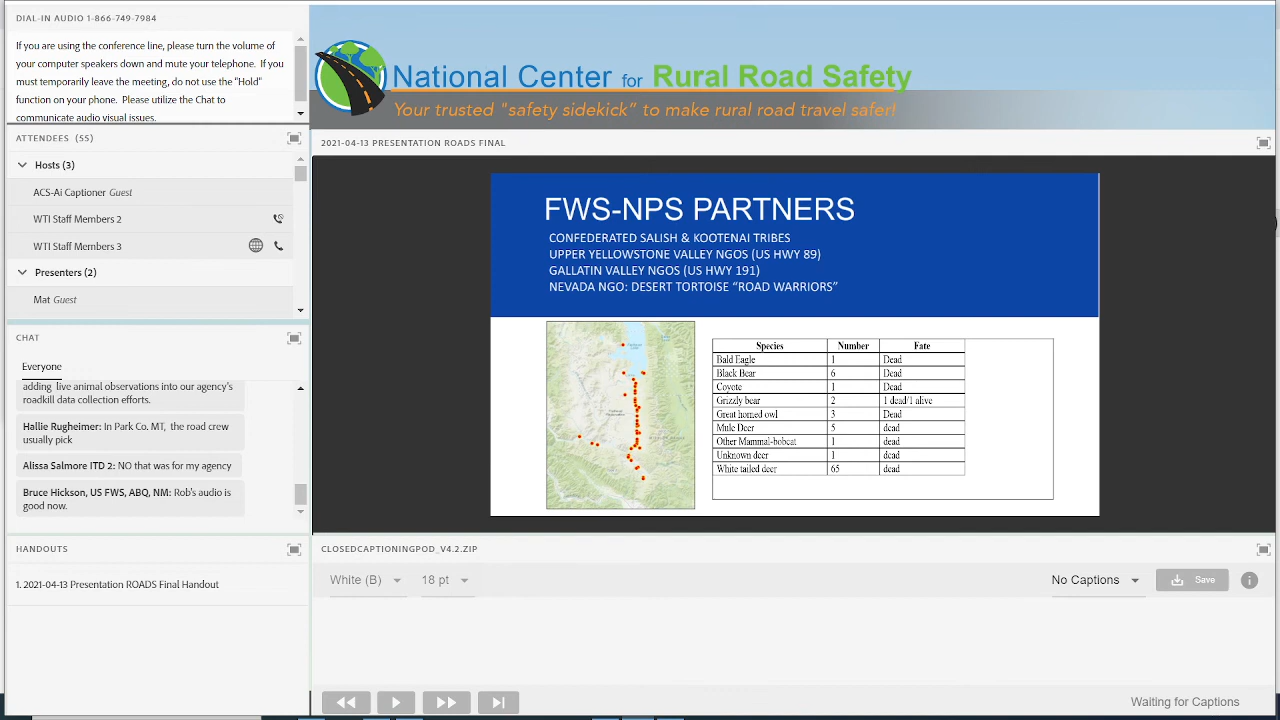 DIAL-IN AUDIO 1-866-749-7984
If you are using the conference line, please turn the volume of
your computer speakers down and mute your telephone. If you
must temporarily leave the meeting, do not use the "Hold"
function on your phone. Please utilize the Chat to
communicate audio visual issues.
ATTENDEES (55)
Hosts (3)
ACS-Ai Captioner Guest
WTI Staff Members 2
WTI Staff Members 3
Presenters (2)
Mat Guest
CHAT
Everyone
adding live animal observations into our agency's
roadkill data collection efforts.
Hallie Rugheimer: In Park Co. MT, the road crew
usually pick
Alissa Salmore ITD 2: NO that was for my agency
Bruce Hickson, US FWS, ABQ, NM: Rob's audio is
good now.
HANDOUTS
1. 2021-04-13 Presentation ROADS Final Handout
National Center for Rural Road Safety
Your trusted "safety sidekick" to make rural road travel safer!
2021-04-13 PRESENTATION ROADS FINAL
FWS-NPS PARTNERS
CONFEDERATED SALISH & KOOTENAI TRIBES
UPPER YELLOWSTONE VALLEY NGOS (US HWY 89)
GALLATIN VALLEY NGOS (US HWY 191)
NEVADA NGO: DESERT TORTOISE "ROAD WARRIORS"
Species Number Fate
Bald Eagle 1 Dead
Black Bear 6 Dead
Coyote 1 Dead
Grizzly bear 2 1 dead/1 alive
Great horned owl 3 Dead
Mule Deer 5 dead
Other Mammal-bobcat 1 dead
Unknown deer 1 dead
White tailed deer 65 dead
CLOSEDCAPTIONINGPOD_V4.2.ZIP
White (B) 18 pt No Captions Save
Waiting for Captions